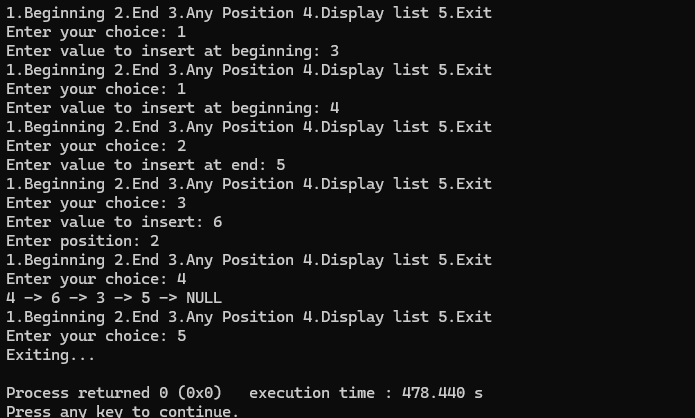 1.Beginning 2.End 3.Any Position 4.Display list 5.Exit
Enter your choice: 1
Enter value to insert at beginning: 3
1.Beginning 2.End 3.Any Position 4.Display list 5.Exit
Enter your choice: 1
Enter value to insert at beginning: 4
1.Beginning 2.End 3.Any Position 4.Display list 5.Exit
Enter your choice: 2
Enter value to insert at end: 5
1.Beginning 2.End 3.Any Position 4.Display list 5.Exit
Enter your choice: 3
Enter value to insert: 6
Enter position: 2
1.Beginning 2.End 3.Any Position 4.Display list 5.Exit
Enter your choice: 4
4 -> 6 -> 3 -> 5 -> NULL
1.Beginning 2.End 3.Any Position 4.Display list 5.Exit
Enter your choice: 5
Exiting...
Process returned 0 (0x0)   execution time : 478.440 s
Press any key to continue.